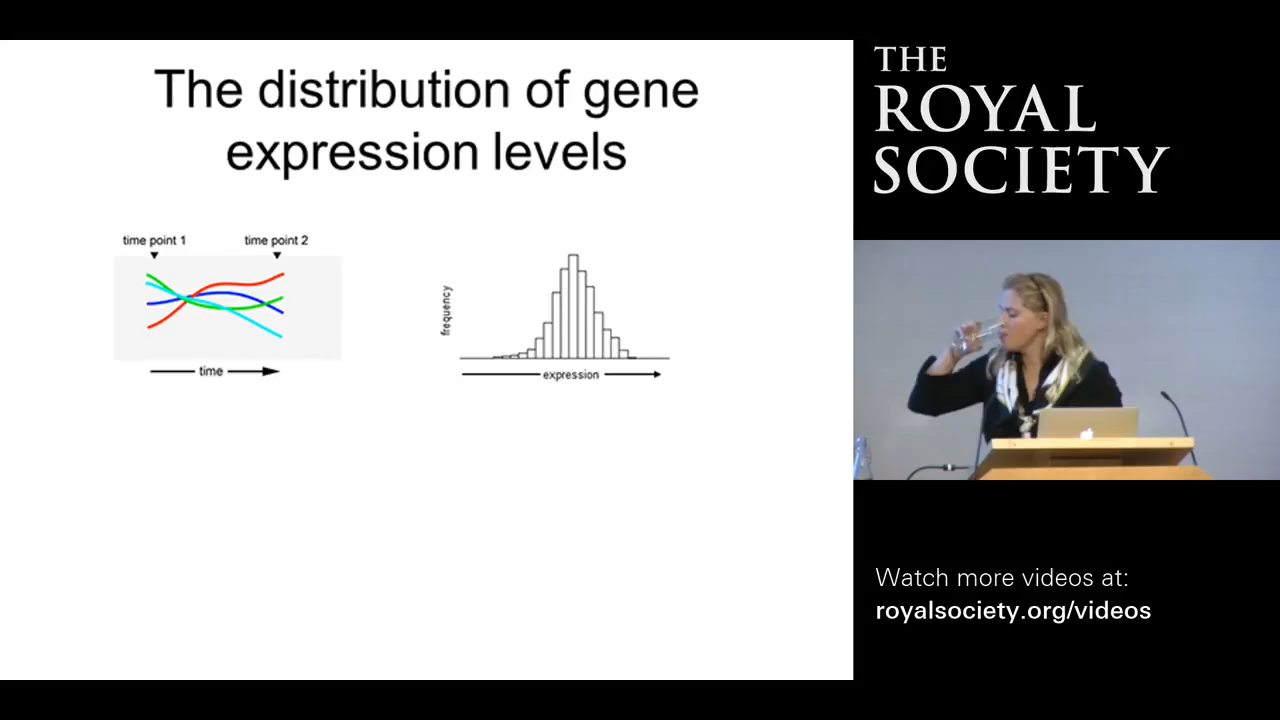 The distribution of gene
expression levels
time point 1
time point 2
time
frequency
expression
THE
ROYAL
SOCIETY
Watch more videos at:
royalsociety.org/videos